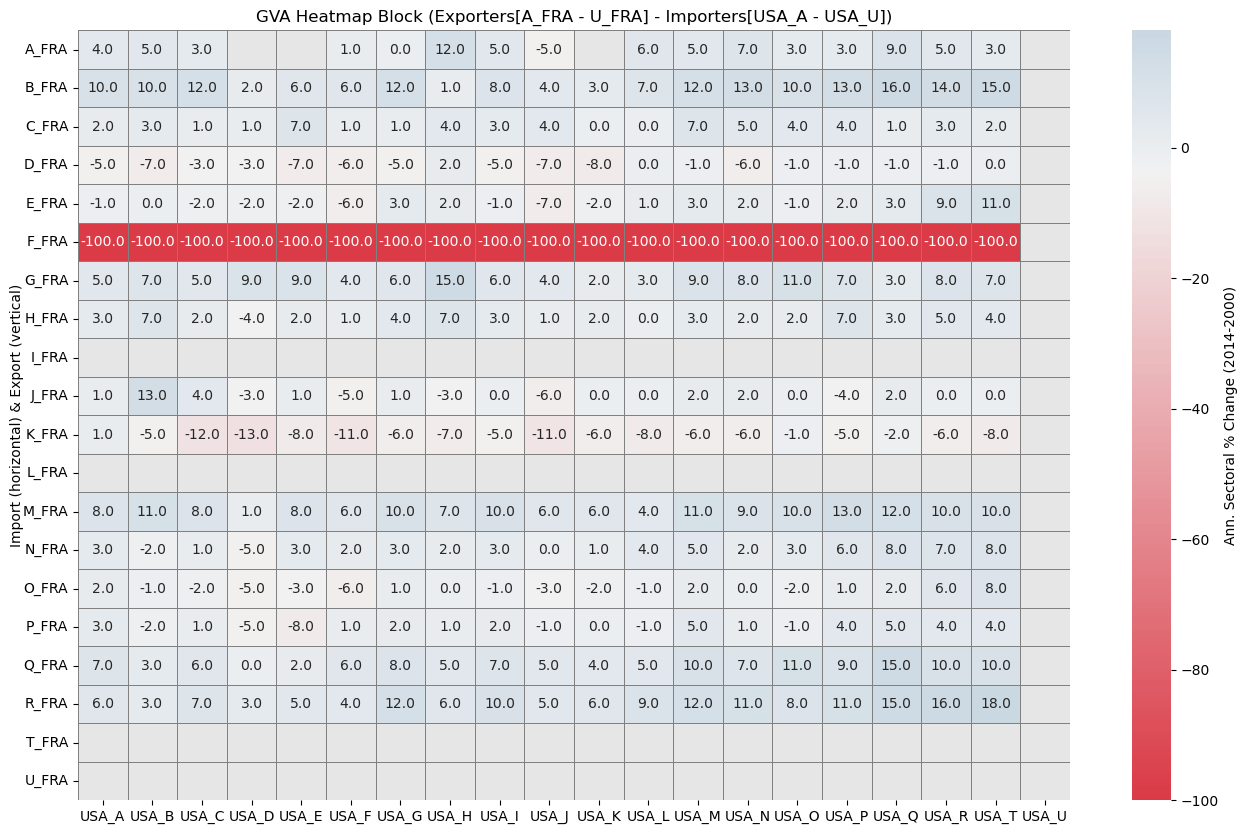 GVA Heatmap Block (Exporters[A_FRA - U_FRA] - Importers[USA_A - USA_U])
Import (horizontal) & Export (vertical)
A_FRA 4.0 5.0 3.0 1.0 0.0 12.0 5.0 -5.0 6.0 5.0 7.0 3.0 3.0 9.0 5.0 3.0
B_FRA 10.0 10.0 12.0 2.0 6.0 6.0 12.0 1.0 8.0 4.0 3.0 7.0 12.0 13.0 10.0 13.0 16.0 14.0 15.0
C_FRA 2.0 3.0 1.0 1.0 7.0 1.0 1.0 4.0 3.0 4.0 0.0 0.0 7.0 5.0 4.0 4.0 1.0 3.0 2.0
D_FRA -5.0 -7.0 -3.0 -3.0 -7.0 -6.0 -5.0 2.0 -5.0 -7.0 -8.0 0.0 -1.0 -6.0 -1.0 -1.0 -1.0 -1.0 0.0
E_FRA -1.0 0.0 -2.0 -2.0 -2.0 -6.0 3.0 2.0 -1.0 -7.0 -2.0 1.0 3.0 2.0 -1.0 2.0 3.0 9.0 11.0
F_FRA -100.0 -100.0 -100.0 -100.0 -100.0 -100.0 -100.0 -100.0 -100.0 -100.0 -100.0 -100.0 -100.0 -100.0 -100.0 -100.0 -100.0 -100.0 -100.0
G_FRA 5.0 7.0 5.0 9.0 9.0 4.0 6.0 15.0 6.0 4.0 2.0 3.0 9.0 8.0 11.0 7.0 3.0 8.0 7.0
H_FRA 3.0 7.0 2.0 -4.0 2.0 1.0 4.0 7.0 3.0 1.0 2.0 0.0 3.0 2.0 2.0 7.0 3.0 5.0 4.0
I_FRA
J_FRA 1.0 13.0 4.0 -3.0 1.0 -5.0 1.0 -3.0 0.0 -6.0 0.0 0.0 2.0 2.0 0.0 -4.0 2.0 0.0 0.0
K_FRA 1.0 -5.0 -12.0 -13.0 -8.0 -11.0 -6.0 -7.0 -5.0 -11.0 -6.0 -8.0 -6.0 -6.0 -1.0 -5.0 -2.0 -6.0 -8.0
L_FRA
M_FRA 8.0 11.0 8.0 1.0 8.0 6.0 10.0 7.0 10.0 6.0 6.0 4.0 11.0 9.0 10.0 13.0 12.0 10.0 10.0
N_FRA 3.0 -2.0 1.0 -5.0 3.0 2.0 3.0 2.0 3.0 0.0 1.0 4.0 5.0 2.0 3.0 6.0 8.0 7.0 8.0
O_FRA 2.0 -1.0 -2.0 -5.0 -3.0 -6.0 1.0 0.0 -1.0 -3.0 -2.0 -1.0 2.0 0.0 -2.0 1.0 2.0 6.0 8.0
P_FRA 3.0 -2.0 1.0 -5.0 -8.0 1.0 2.0 1.0 2.0 -1.0 0.0 -1.0 5.0 1.0 -1.0 4.0 5.0 4.0 4.0
Q_FRA 7.0 3.0 6.0 0.0 2.0 6.0 8.0 5.0 7.0 5.0 4.0 5.0 10.0 7.0 11.0 9.0 15.0 10.0 10.0
R_FRA 6.0 3.0 7.0 3.0 5.0 4.0 12.0 6.0 10.0 5.0 6.0 9.0 12.0 11.0 8.0 11.0 15.0 16.0 18.0
T_FRA
U_FRA
USA_A USA_B USA_C USA_D USA_E USA_F USA_G USA_H USA_I USA_J USA_K USA_L USA_M USA_N USA_O USA_P USA_Q USA_R USA_T USA_U
0
−20
−40
−60
−80
−100
Ann. Sectoral % Change (2014-2000)